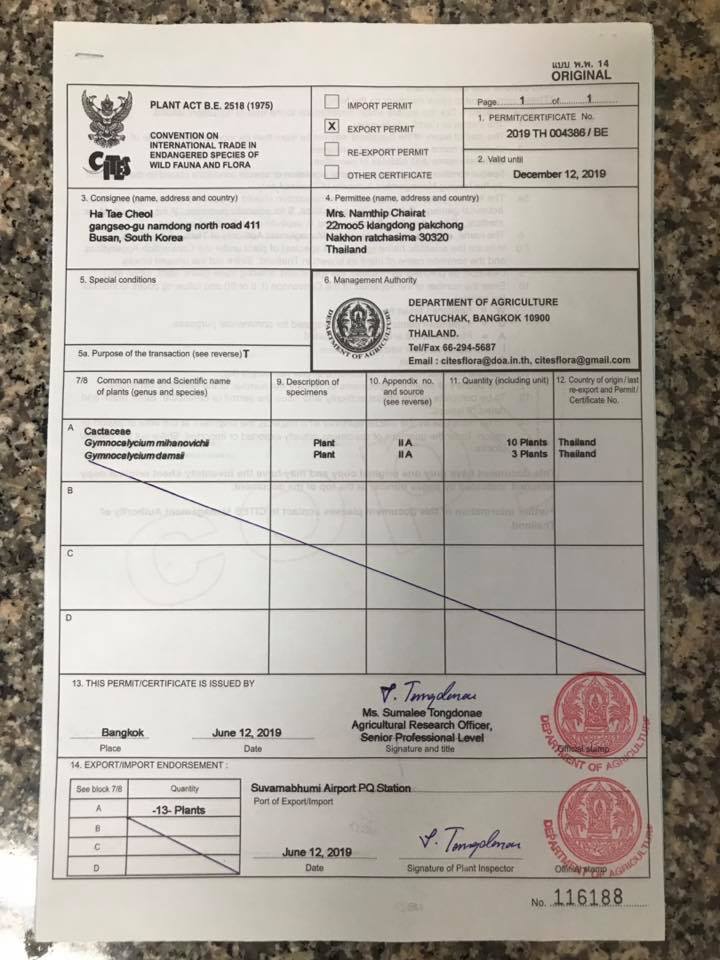 แบบ พ.พ. 14
ORIGINAL
CITES
PLANT ACT B.E. 2518 (1975)
CONVENTION ON
INTERNATIONAL TRADE IN
ENDANGERED SPECIES OF
WILD FAUNA AND FLORA
IMPORT PERMIT
X EXPORT PERMIT
RE-EXPORT PERMIT
OTHER CERTIFICATE
Page.......1.......of..........1.......
1. PERMIT/CERTIFICATE No.
2019 TH 004386 / BE
2. Valid until
December 12, 2019
3. Consignee (name, address and country)
Ha Tae Cheol
gangseo-gu namdong north road 411
Busan, South Korea
4. Permittee (name, address and country)
Mrs. Namthip Chairat
22moo5 klangdong pakchong
Nakhon ratchasima 30320
Thailand
5. Special conditions
5a. Purpose of the transaction (see reverse) T
6. Management Authority
DEPARTMENT OF AGRICULTURE
DEPARTMENT OF AGRICULTURE
CHATUCHAK, BANGKOK 10900
THAILAND.
Tel/Fax 66-294-5687
Email : citesflora@doa.in.th, citesflora@gmail.com
7/8 Common name and Scientific name
of plants (genus and species)
9. Description of
specimens
10. Appendix no.
and source
(see reverse)
11. Quantity (including unit)
12. Country of origin / last
re-export and Permit /
Certificate No.
A
Cactaceae
Gymnocalycium mihanovichii Plant II A 10 Plants Thailand
Gymnocalycium damsii Plant II A 3 Plants Thailand
B
C
D
13. THIS PERMIT/CERTIFICATE IS ISSUED BY
Bangkok
Place
June 12, 2019
Date
S. Tongdonae
Ms. Sumalee Tongdonae
Agricultural Research Officer,
Senior Professional Level
Signature and title
DEPARTMENT OF AGRICULTURE
Official stamp
14. EXPORT/IMPORT ENDORSEMENT :
See block 7/8 Quantity
A -13- Plants
B
C
D
Suvarnabhumi Airport PQ Station
Port of Export/Import
June 12, 2019
Date
S. Tongdonae
Signature of Plant Inspector
DEPARTMENT OF AGRICULTURE
Official stamp
No. 116188